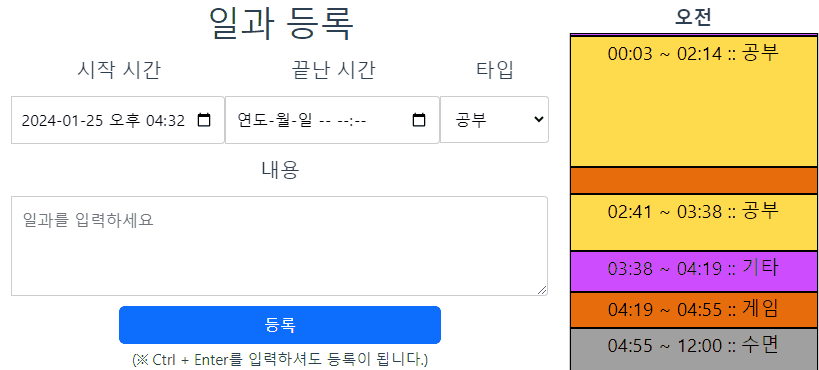 일과 등록
시작 시간 끝난 시간 타입
2024-01-25 오후 04:32 연도-월-일 -- --:-- 공부
내용
일과를 입력하세요
등록
(※ Ctrl + Enter를 입력하셔도 등록이 됩니다.)
오전
00:03 ~ 02:14 :: 공부
02:41 ~ 03:38 :: 공부
03:38 ~ 04:19 :: 기타
04:19 ~ 04:55 :: 게임
04:55 ~ 12:00 :: 수면